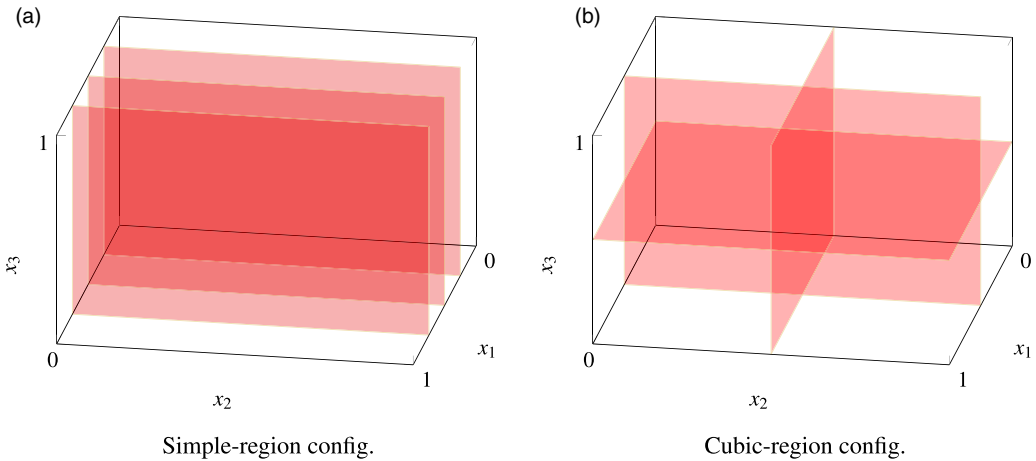 (a)
1
x3
0
x2
1
x1
0
Simple-region config.
(b)
1
x3
0
x2
1
x1
0
Cubic-region config.